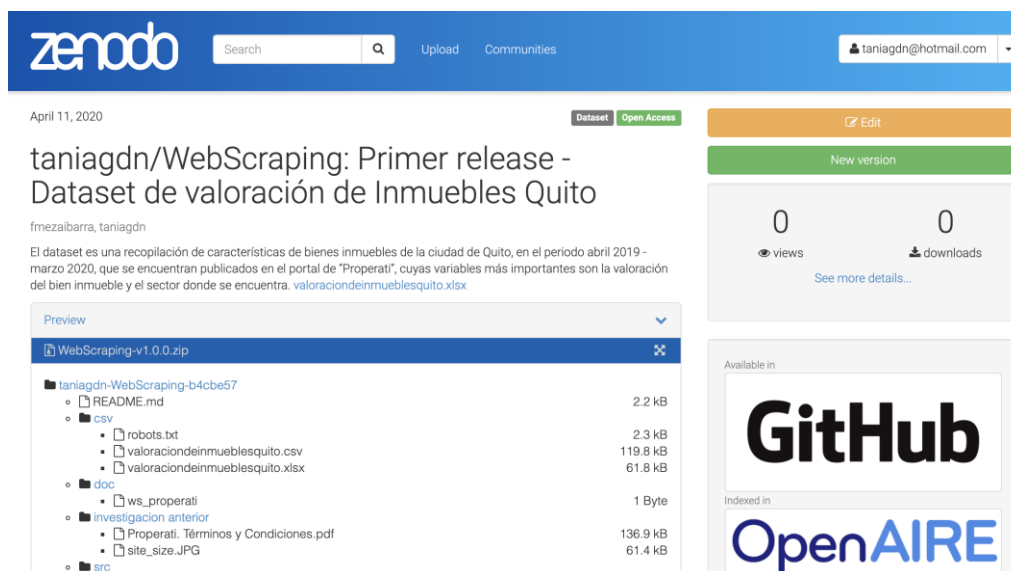 zenodo
Search
Upload
Communities
taniagdn@hotmail.com
April 11, 2020
Dataset
Open Access
taniagdn/WebScraping: Primer release -
Dataset de valoración de Inmuebles Quito
fmezaibarra, taniagdn
El dataset es una recopilación de características de bienes inmuebles de la ciudad de Quito, en el periodo abril 2019 -
marzo 2020, que se encuentran publicados en el portal de "Properati", cuyas variables más importantes son la valoración
del bien inmueble y el sector donde se encuentra. valoraciondeinmueblesquito.xlsx
Preview
WebScraping-v1.0.0.zip
taniagdn-WebScraping-b4cbe57
README.md 2.2 kB
csv
robots.txt 2.3 kB
valoraciondeinmueblesquito.csv 119.8 kB
valoraciondeinmueblesquito.xlsx 61.8 kB
doc
ws_properati 1 Byte
investigacion anterior
Properati. Términos y Condiciones.pdf 136.9 kB
site_size.JPG 61.4 kB
src
Edit
New version
0 0
views downloads
See more details...
Available in
GitHub
Indexed in
OpenAIRE